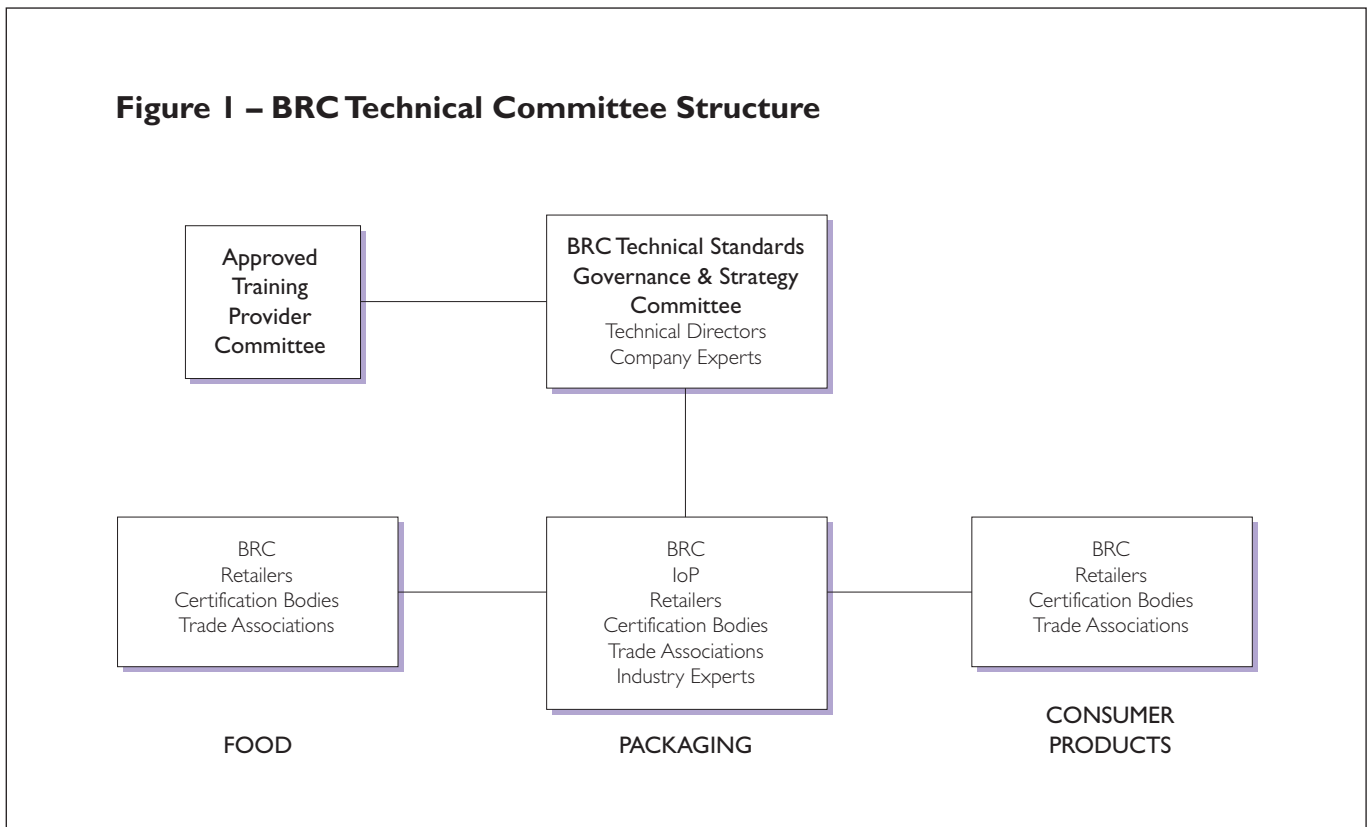 Figure 1 – BRC Technical Committee Structure
Approved
Training
Provider
Committee
BRC Technical Standards
Governance & Strategy
Committee
Technical Directors
Company Experts
BRC
Retailers
Certification Bodies
Trade Associations
FOOD
BRC
IoP
Retailers
Certification Bodies
Trade Associations
Industry Experts
PACKAGING
BRC
Retailers
Certification Bodies
Trade Associations
CONSUMER
PRODUCTS